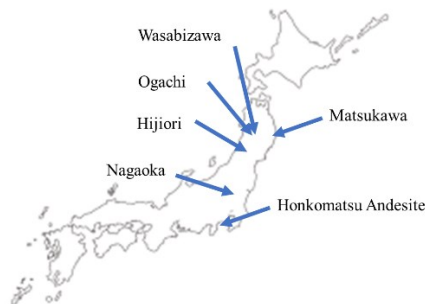 Wasabizawa
Ogachi
Hijiori
Matsukawa
Nagaoka
Honkomatsu Andesite